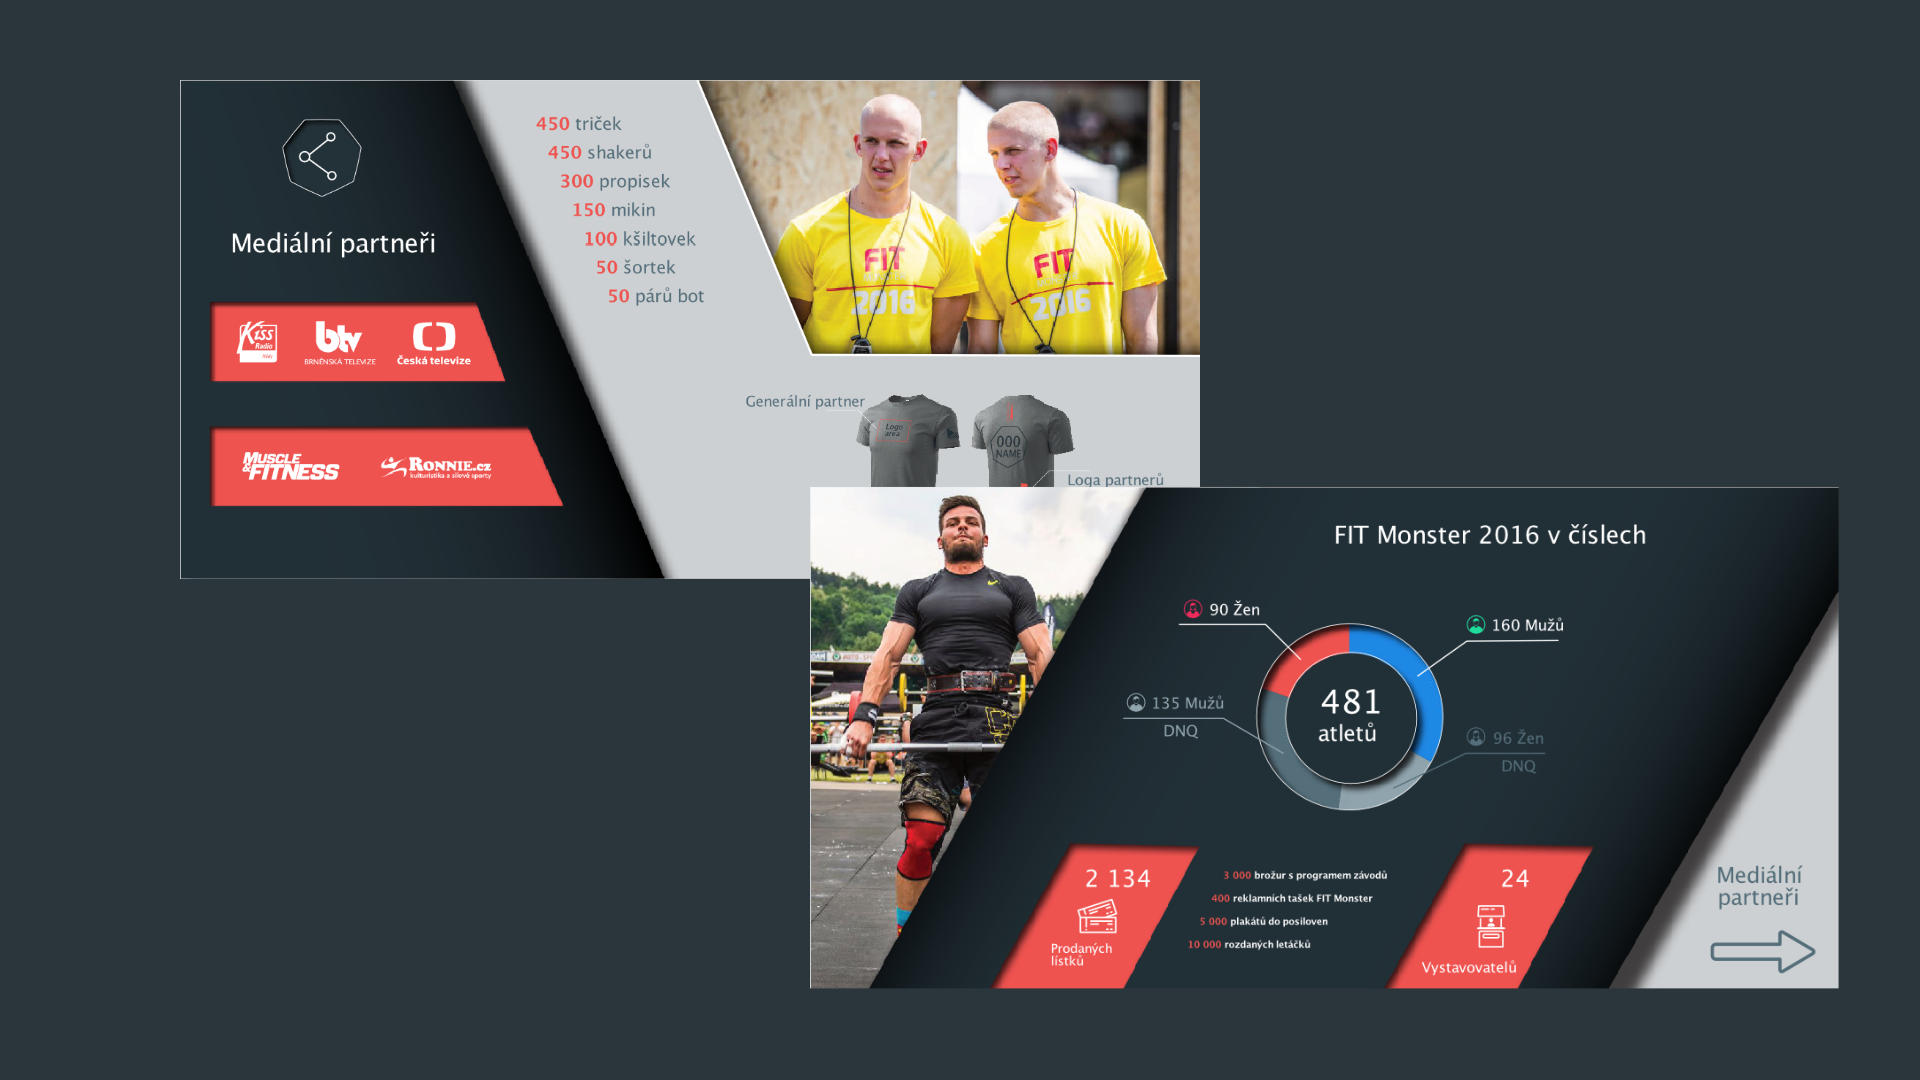 Mediální partneři
Kiss
Radio
btv
BRNĚNSKÁ TELEVIZE
Česká televize
MUSCLE
&FITNESS
RONNIE.cz
kulturistika a silové sporty
450 triček
450 shakerů
300 propisek
150 mikin
100 kšiltovek
50 šortek
50 párů bot
FIT
2016
FIT
2016
Generální partner
Logo
area
000
NAME
Loga partnerů
FIT Monster 2016 v číslech
90 Žen
160 Mužů
135 Mužů
DNQ
481
atletů
96 Žen
DNQ
2 134
Prodaných
lístků
3 000 brožur s programem závodů
400 reklamních tašek FIT Monster
5 000 plakátů do posiloven
10 000 rozdaných letáčků
24
Vystavovatelů
Mediální
partneři